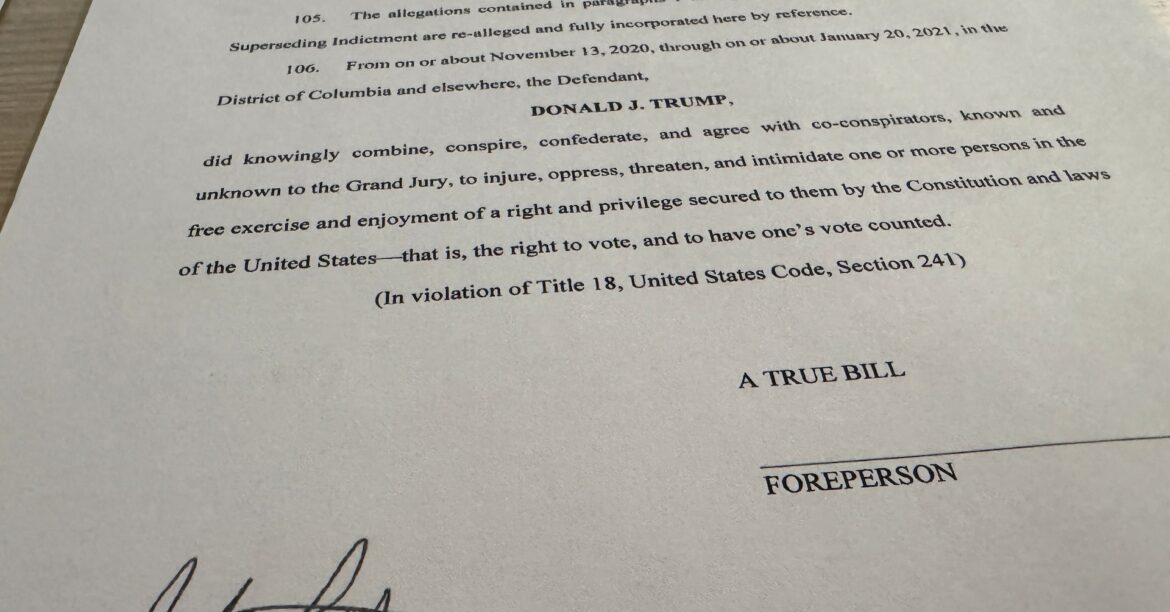 105. The allegations contained in
Superseding Indictment are re-alleged and fully incorporated here by reference.
106. From on or about November 13, 2020, through on or about January 20, 2021, in the
District of Columbia and elsewhere, the Defendant,
DONALD J. TRUMP,
did knowingly combine, conspire, confederate, and agree with co-conspirators, known and
unknown to the Grand Jury, to injure, oppress, threaten, and intimidate one or more persons in the
free exercise and enjoyment of a right and privilege secured to them by the Constitution and laws
of the United States—that is, the right to vote, and to have one's vote counted.
(In violation of Title 18, United States Code, Section 241)
A TRUE BILL
FOREPERSON